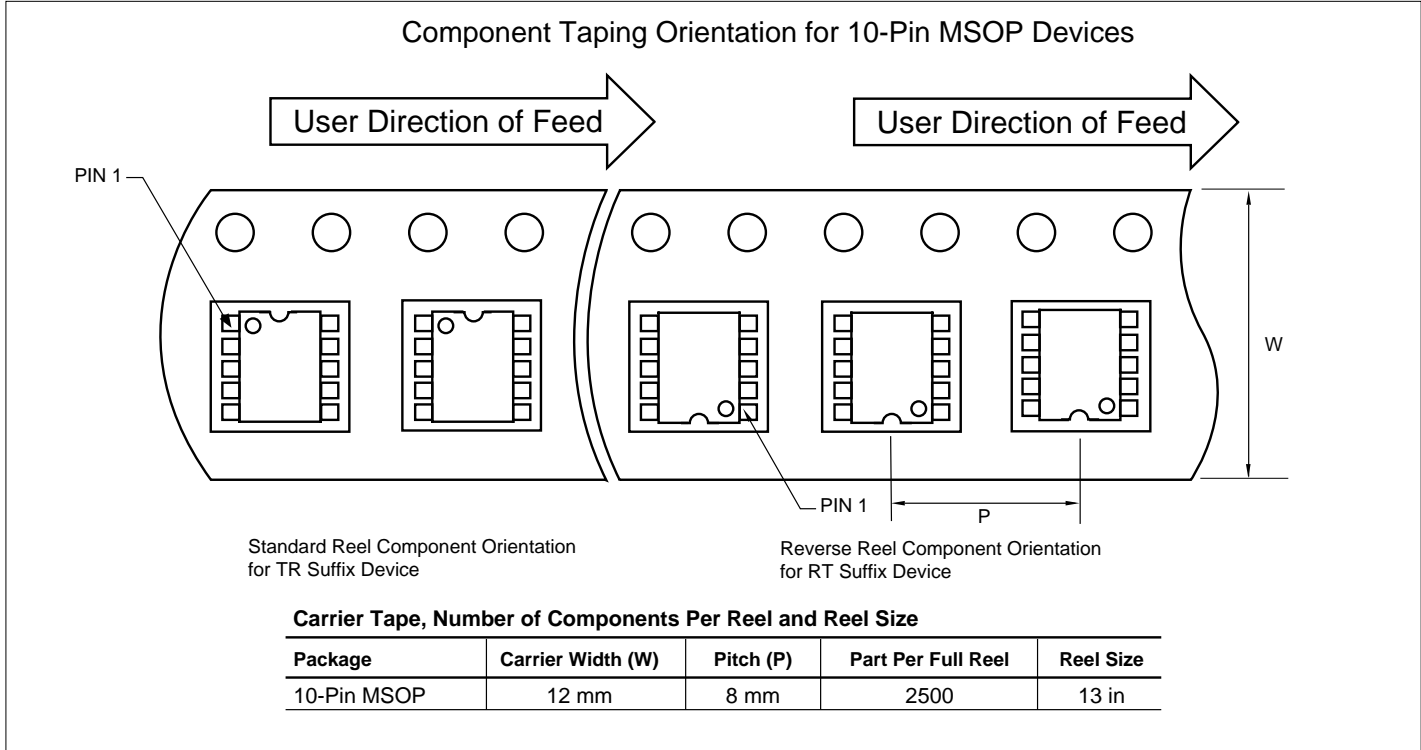 Component Taping Orientation for 10-Pin MSOP Devices
User Direction of Feed
User Direction of Feed
PIN 1
W
PIN 1
P
Standard Reel Component Orientation
for TR Suffix Device
Reverse Reel Component Orientation
for RT Suffix Device
Carrier Tape, Number of Components Per Reel and Reel Size
Package Carrier Width (W) Pitch (P) Part Per Full Reel Reel Size
10-Pin MSOP 12 mm 8 mm 2500 13 in